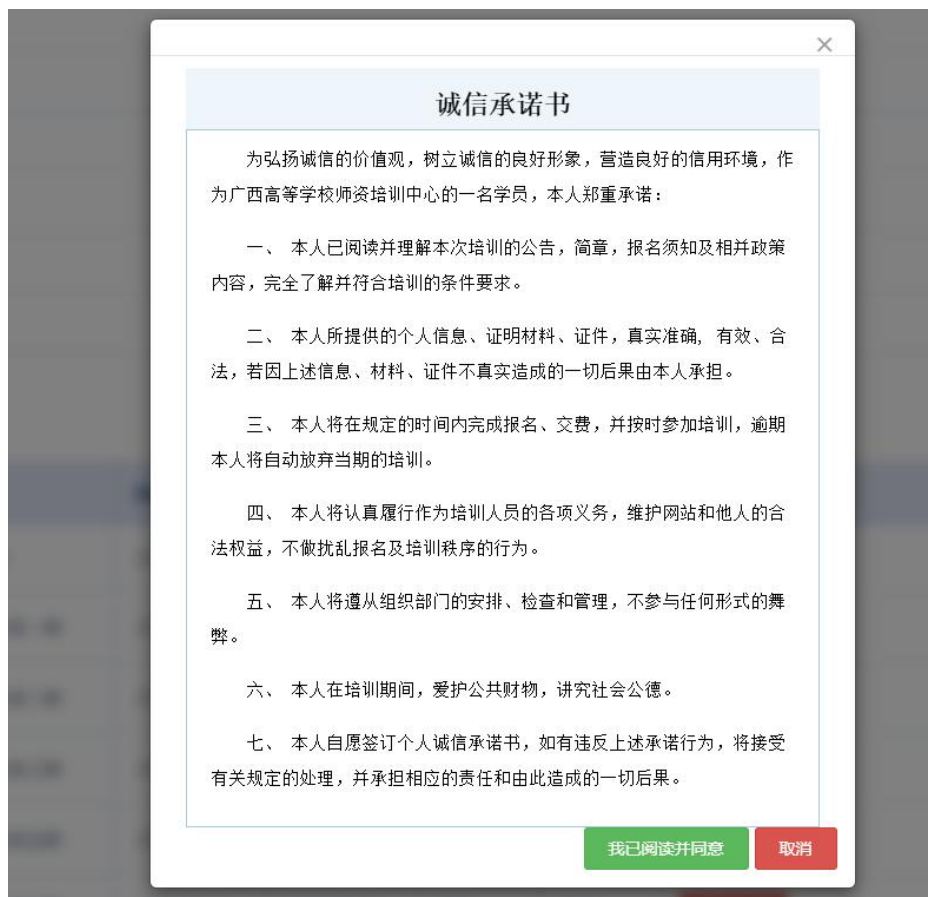 ×
诚信承诺书
为弘扬诚信的价值观，树立诚信的良好形象，营造良好的信用环境，作
为广西高等学校师资培训中心的一名学员，本人郑重承诺：
一、 本人已阅读并理解本次培训的公告，简章，报名须知及相并政策
内容，完全了解并符合培训的条件要求。
二、 本人所提供的个人信息、证明材料、证件，真实准确, 有效、合
法，若因上述信息、材料、证件不真实造成的一切后果由本人承担。
三、 本人将在规定的时间内完成报名、交费，并按时参加培训，逾期
本人将自动放弃当期的培训。
四、 本人将认真履行作为培训人员的各项义务，维护网站和他人的合
法权益，不做扰乱报名及培训秩序的行为。
五、 本人将遵从组织部门的安排、检查和管理，不参与任何形式的舞
弊。
六、 本人在培训期间，爱护公共财物，讲究社会公德。
七、 本人自愿签订个人诚信承诺书，如有违反上述承诺行为，将接受
有关规定的处理，并承担相应的责任和由此造成的一切后果。
我已阅读并同意 取消